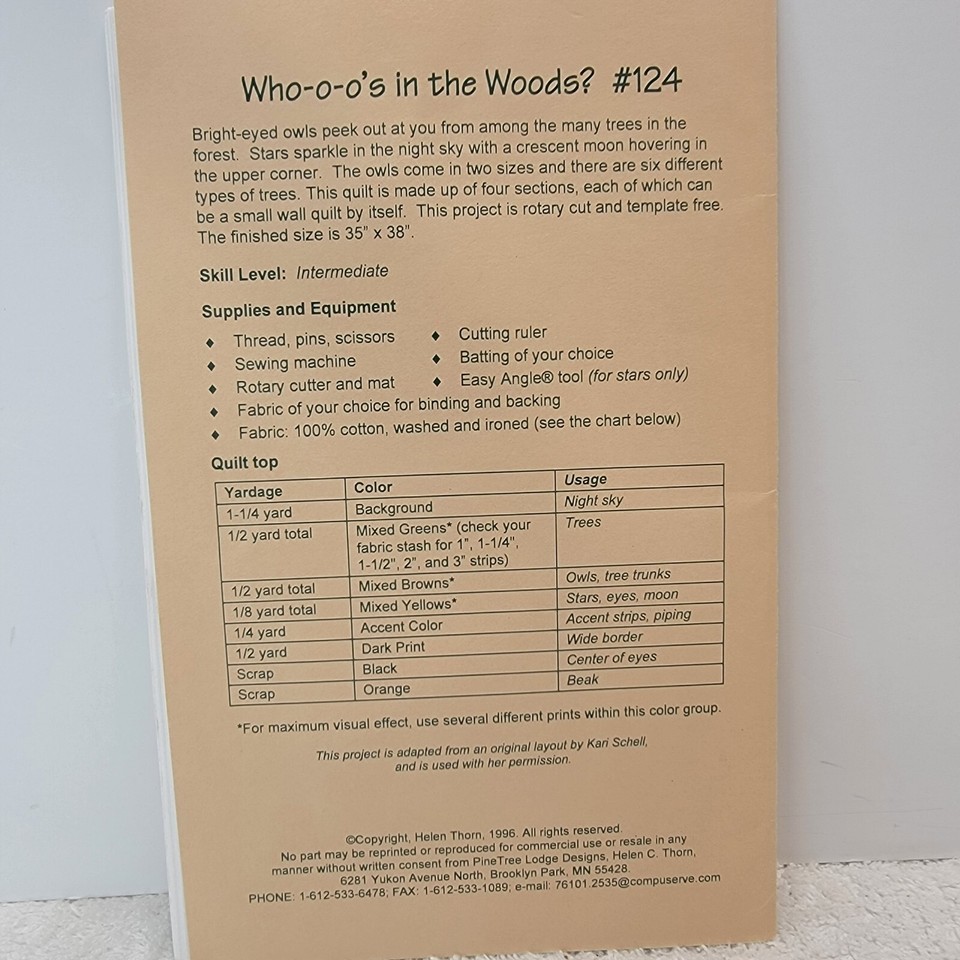 Who-o-o's in the Woods? #124
Bright-eyed owls peek out at you from among the many trees in the
forest. Stars sparkle in the night sky with a crescent moon hovering in
the upper corner. The owls come in two sizes and there are six different
types of trees. This quilt is made up of four sections, each of which can
be a small wall quilt by itself. This project is rotary cut and template free.
The finished size is 35" x 38".
Skill Level: Intermediate
Supplies and Equipment
♦ Thread, pins, scissors ♦ Cutting ruler
♦ Sewing machine ♦ Batting of your choice
♦ Rotary cutter and mat ♦ Easy Angle® tool (for stars only)
♦ Fabric of your choice for binding and backing
♦ Fabric: 100% cotton, washed and ironed (see the chart below)
Quilt top
Yardage Color Usage
1-1/4 yard Background Night sky
1/2 yard total Mixed Greens* (check your Trees
fabric stash for 1", 1-1/4",
1-1/2", 2", and 3" strips)
1/2 yard total Mixed Browns* Owls, tree trunks
1/8 yard total Mixed Yellows* Stars, eyes, moon
1/4 yard Accent Color Accent strips, piping
1/2 yard Dark Print Wide border
Scrap Black Center of eyes
Scrap Orange Beak
*For maximum visual effect, use several different prints within this color group.
This project is adapted from an original layout by Kari Schell,
and is used with her permission.
©Copyright, Helen Thorn, 1996. All rights reserved.
No part may be reprinted or reproduced for commercial use or resale in any
manner without written consent from PineTree Lodge Designs, Helen C. Thorn,
6281 Yukon Avenue North, Brooklyn Park, MN 55428.
PHONE: 1-612-533-6478; FAX: 1-612-533-1089; e-mail: 76101.2535@compuserve.com